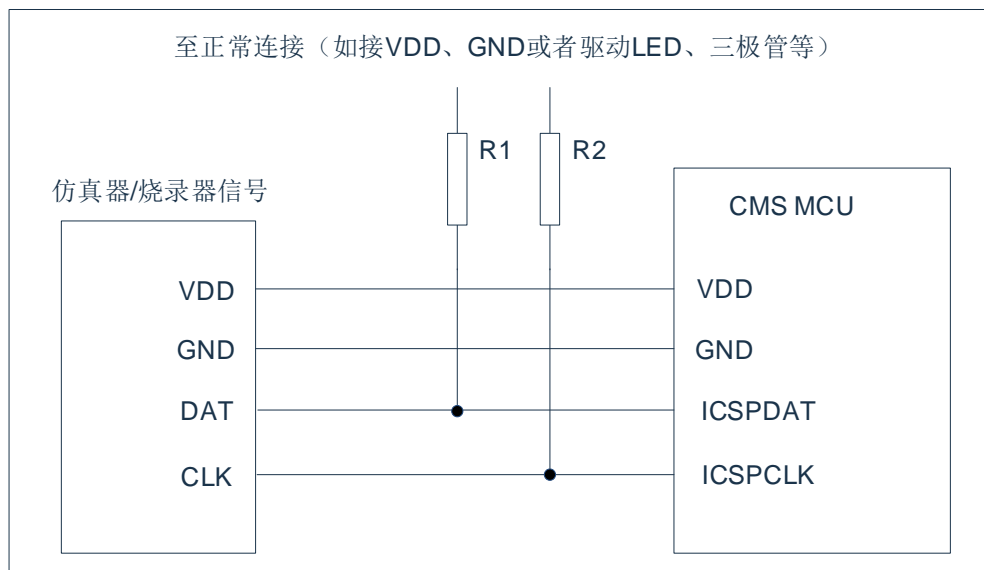 至正常连接（如接VDD、GND或者驱动LED、三极管等）
R1
R2
仿真器/烧录器信号
CMS MCU
VDD
VDD
GND
GND
DAT
ICSPDAT
CLK
ICSPCLK